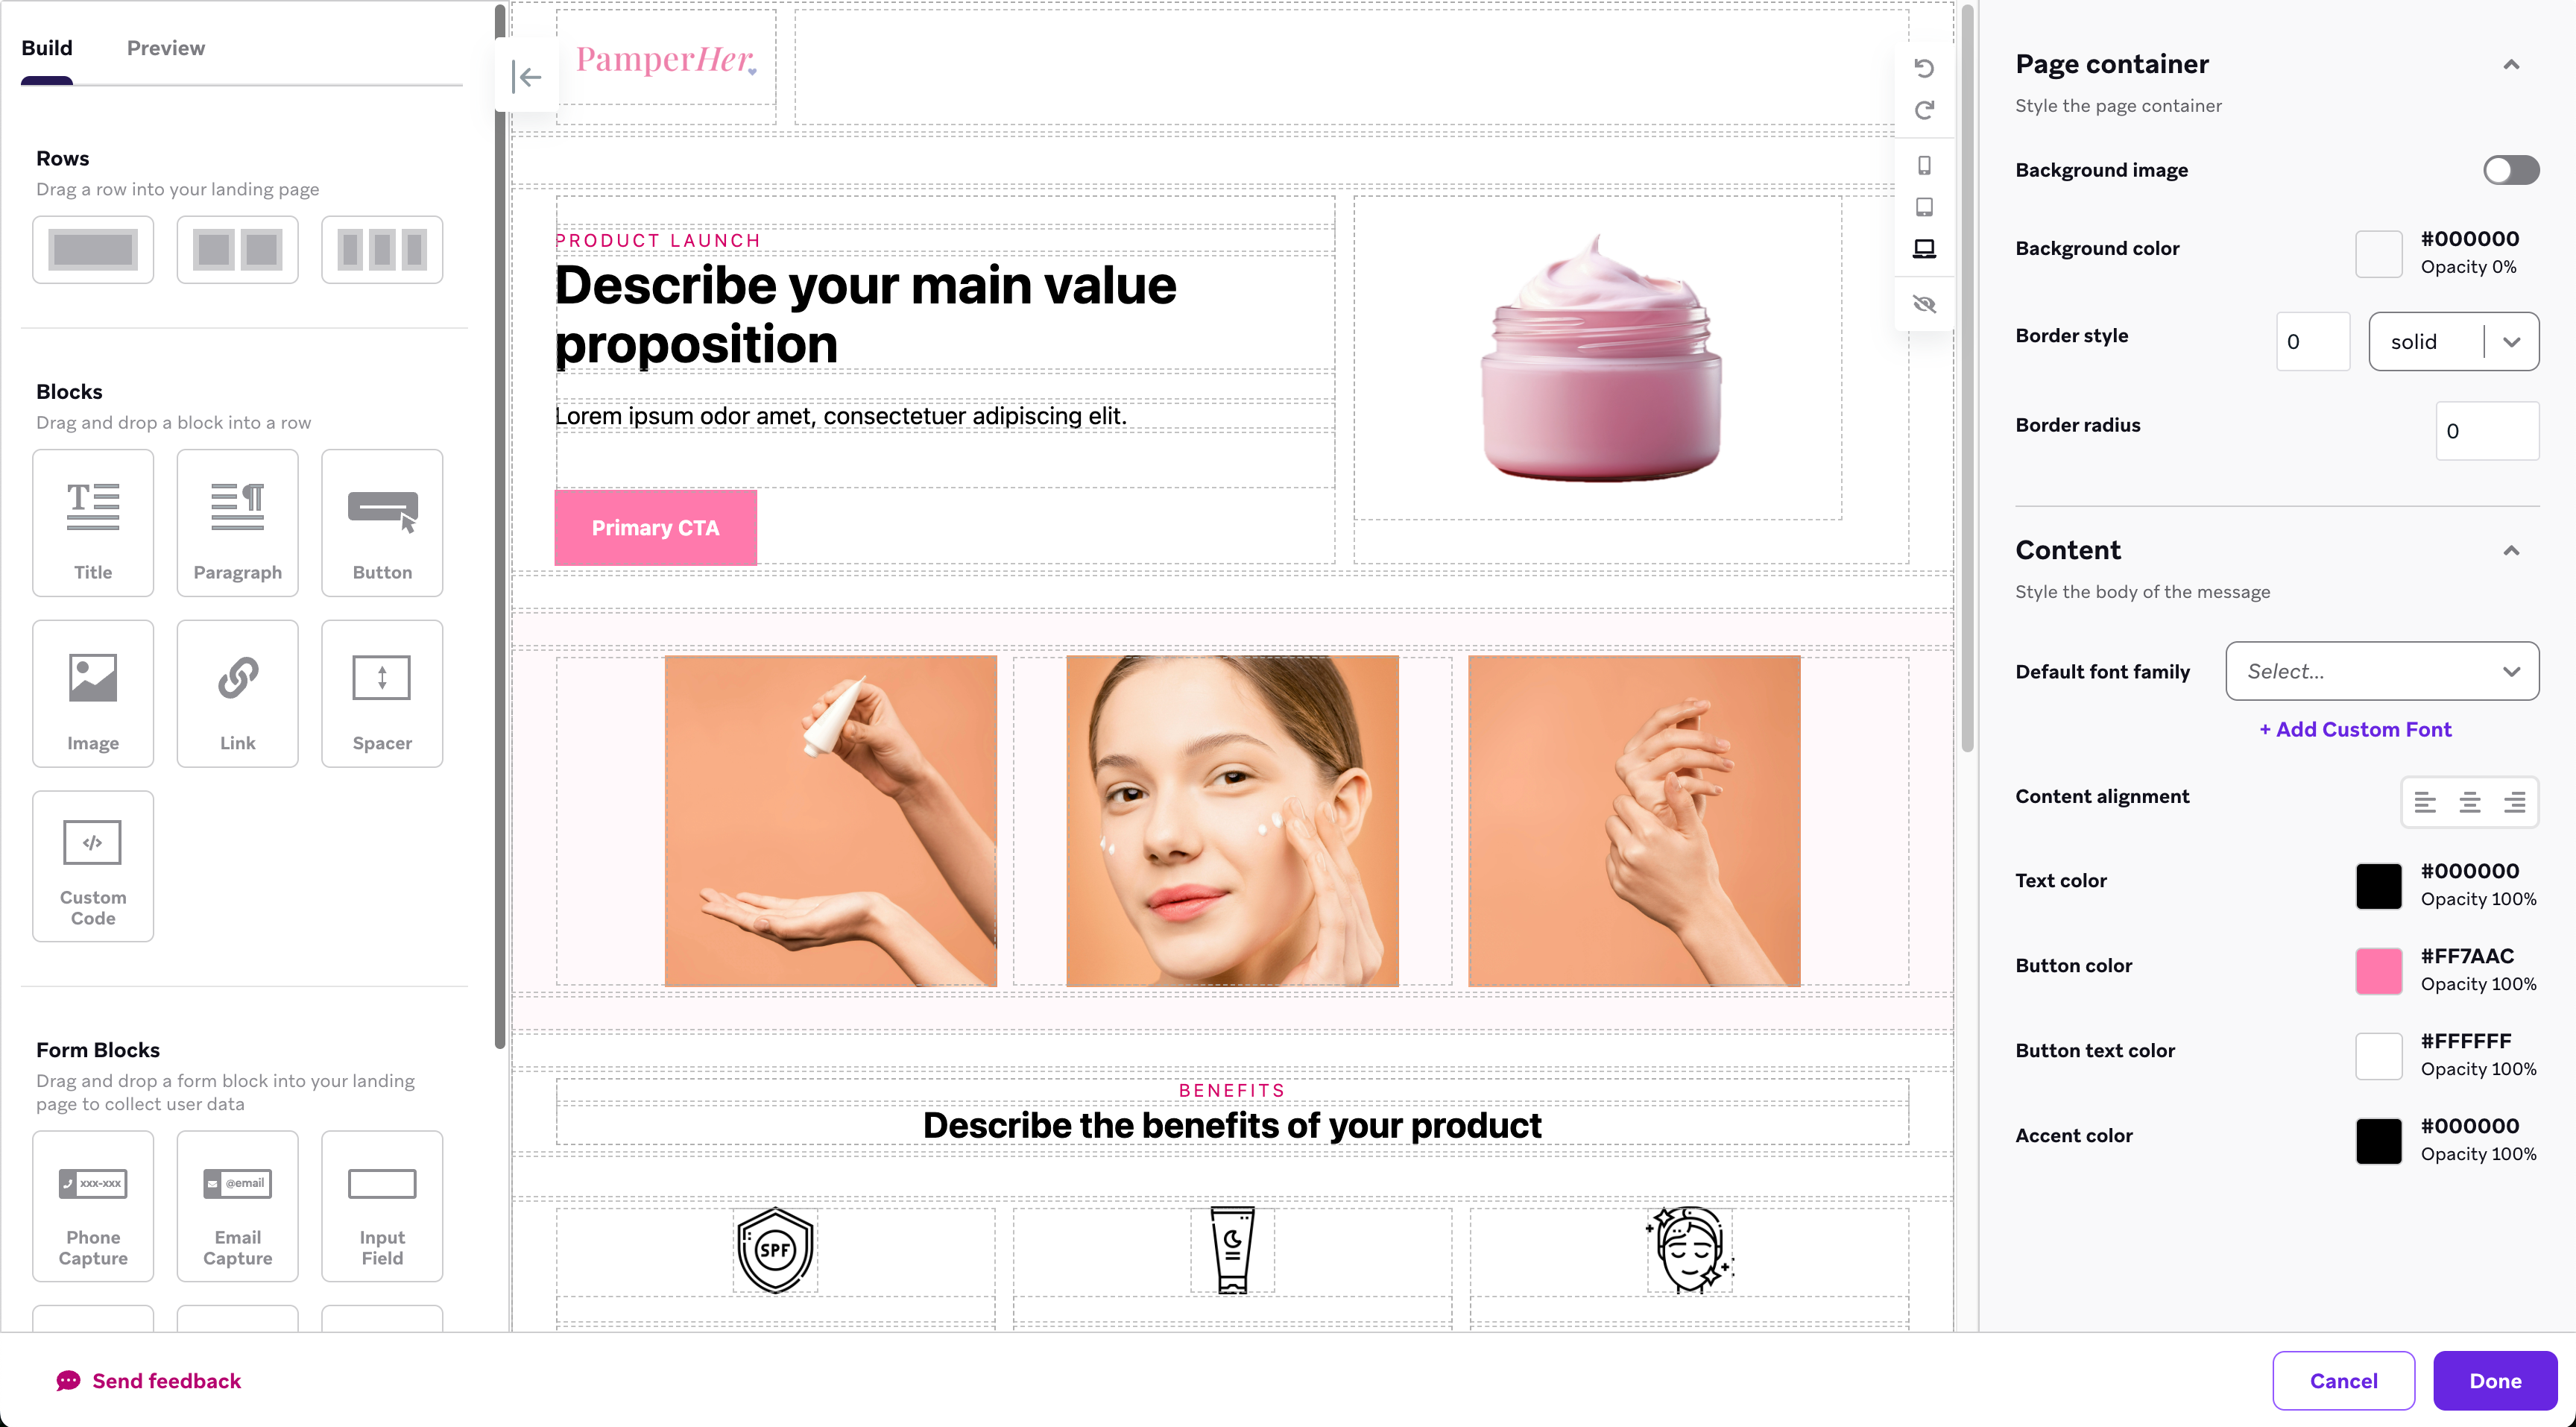 Build
Preview
Rows
Drag a row into your landing page
Blocks
Drag and drop a block into a row
Title
Paragraph
Button
Image
Link
Spacer
Custom
Code
Form Blocks
Drag and drop a form block into your landing
page to collect user data
xxx-xxx
@email
Phone
Capture
Email
Capture
Input
Field
PamperHer
PRODUCT LAUNCH
Describe your main value
proposition
Lorem ipsum odor amet, consectetuer adipiscing elit.
Primary CTA
BENEFITS
Describe the benefits of your product
SPF
Page container
Style the page container
Background image
Background color
#000000
Opacity 0%
Border style
0
solid
Border radius
0
Content
Style the body of the message
Default font family
Select...
+ Add Custom Font
Content alignment
Text color
#000000
Opacity 100%
Button color
#FF7AAC
Opacity 100%
Button text color
#FFFFFF
Opacity 100%
Accent color
#000000
Opacity 100%
Send feedback
Cancel
Done